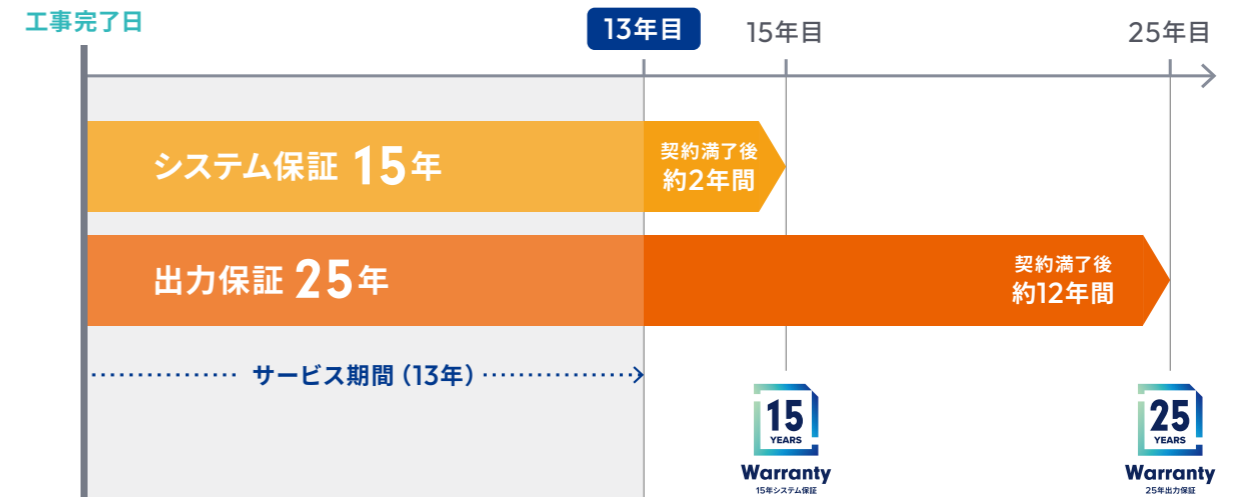 工事完了日
13年目
15年目
25年目
システム保証 15年
契約満了後
約2年間
出力保証 25年
契約満了後
約12年間
サービス期間（13年）
15
YEARS
Warranty
15年システム保証
25
YEARS
Warranty
25年出力保証